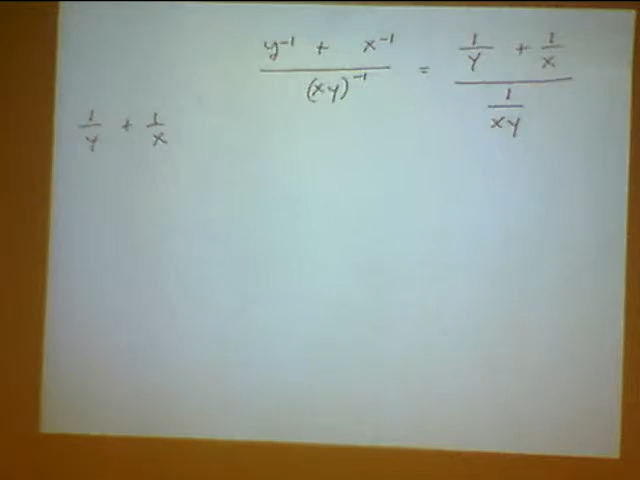 y⁻¹ + x⁻¹ / (xy)⁻¹ = 1/y + 1/x / 1/xy
1/y + 1/x